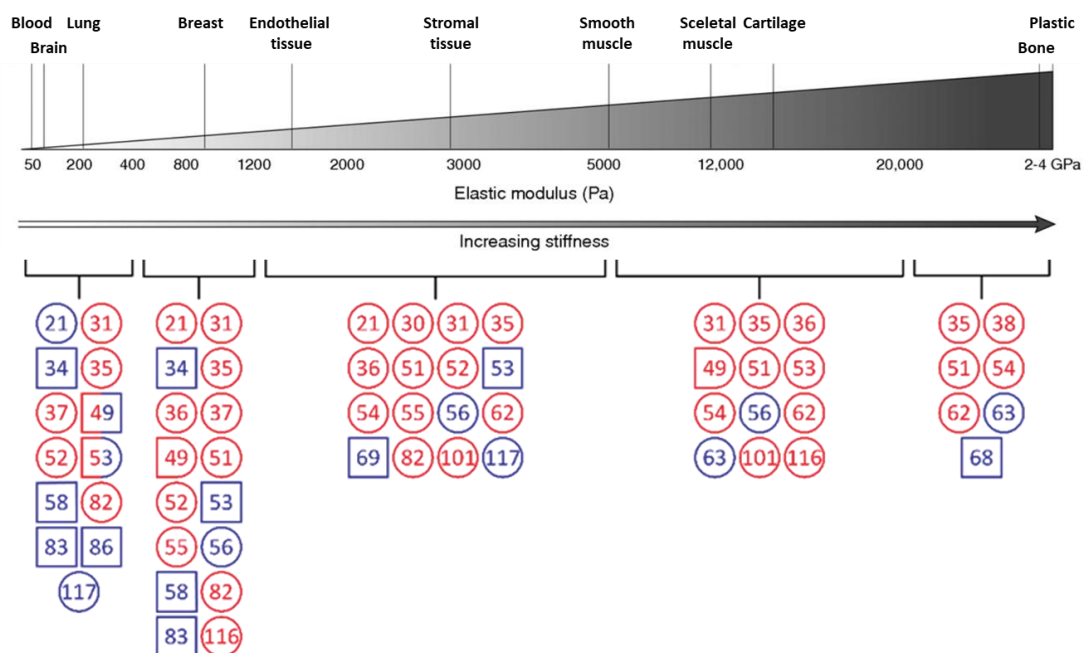 Blood Lung Breast Endothelial tissue Stromal tissue Smooth muscle Sceletal muscle Cartilage Plastic
Brain Bone
50 200 400 800 1200 2000 3000 5000 12,000 20,000 2-4 GPa
Elastic modulus (Pa)
Increasing stiffness
21 31 21 31 21 30 31 35 31 35 36 35 38
34 35 34 35 36 51 52 53 49 51 53 51 54
37 49 36 37 54 55 56 62 54 56 62 62 63
52 53 49 51 69 82 101 117 63 101 116 68
58 82 52 53
83 86 55 56
117 58 82
83 116